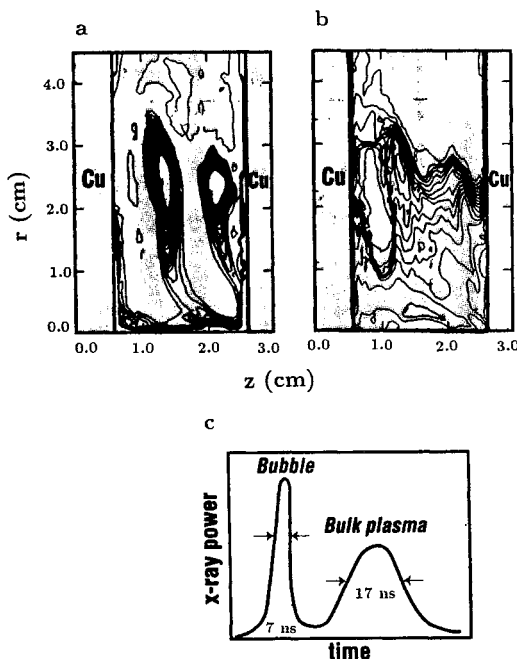 a
b
4.0
3.0
2.0
1.0
0.0
r (cm)
Cu
Cu
Cu
Cu
0.0 1.0 2.0 3.0
0.0 1.0 2.0 3.0
z (cm)
c
Bubble
Bulk plasma
17 ns
7 ns
x-ray power
time